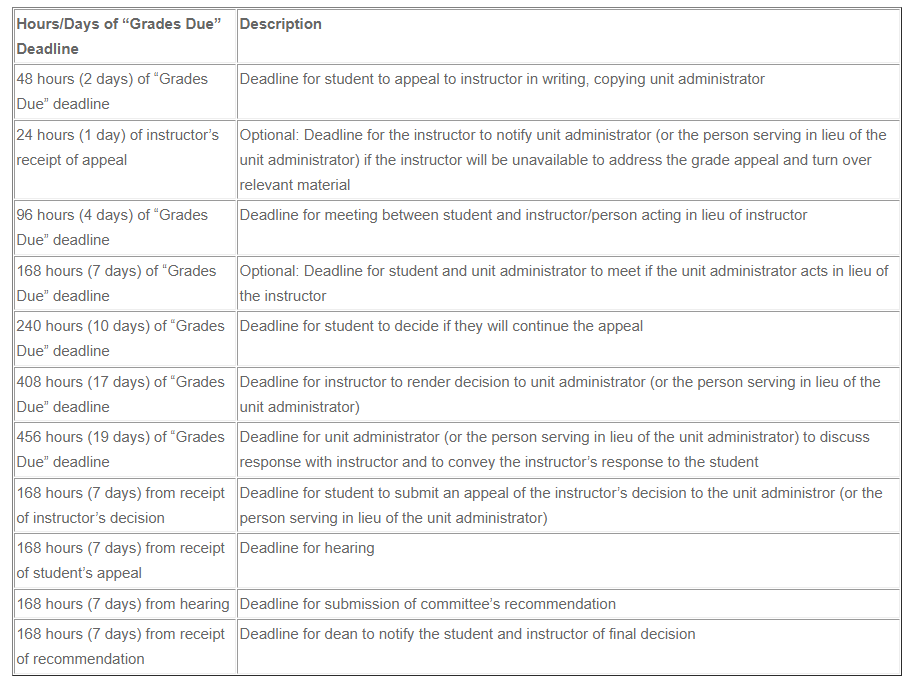 Hours/Days of “Grades Due”
Deadline
Description
48 hours (2 days) of “Grades
Due” deadline
Deadline for student to appeal to instructor in writing, copying unit administrator
24 hours (1 day) of instructor’s
receipt of appeal
Optional: Deadline for the instructor to notify unit administrator (or the person serving in lieu of the
unit administrator) if the instructor will be unavailable to address the grade appeal and turn over
relevant material
96 hours (4 days) of “Grades
Due” deadline
Deadline for meeting between student and instructor/person acting in lieu of instructor
168 hours (7 days) of “Grades
Due” deadline
Optional: Deadline for student and unit administrator to meet if the unit administrator acts in lieu of
the instructor
240 hours (10 days) of “Grades
Due” deadline
Deadline for student to decide if they will continue the appeal
408 hours (17 days) of “Grades
Due” deadline
Deadline for instructor to render decision to unit administrator (or the person serving in lieu of the
unit administrator)
456 hours (19 days) of “Grades
Due” deadline
Deadline for unit administrator (or the person serving in lieu of the unit administrator) to discuss
response with instructor and to convey the instructor’s response to the student
168 hours (7 days) from receipt
of instructor’s decision
Deadline for student to submit an appeal of the instructor’s decision to the unit administror (or the
person serving in lieu of the unit administrator)
168 hours (7 days) from receipt
of student’s appeal
Deadline for hearing
168 hours (7 days) from hearing
Deadline for submission of committee’s recommendation
168 hours (7 days) from receipt
of recommendation
Deadline for dean to notify the student and instructor of final decision